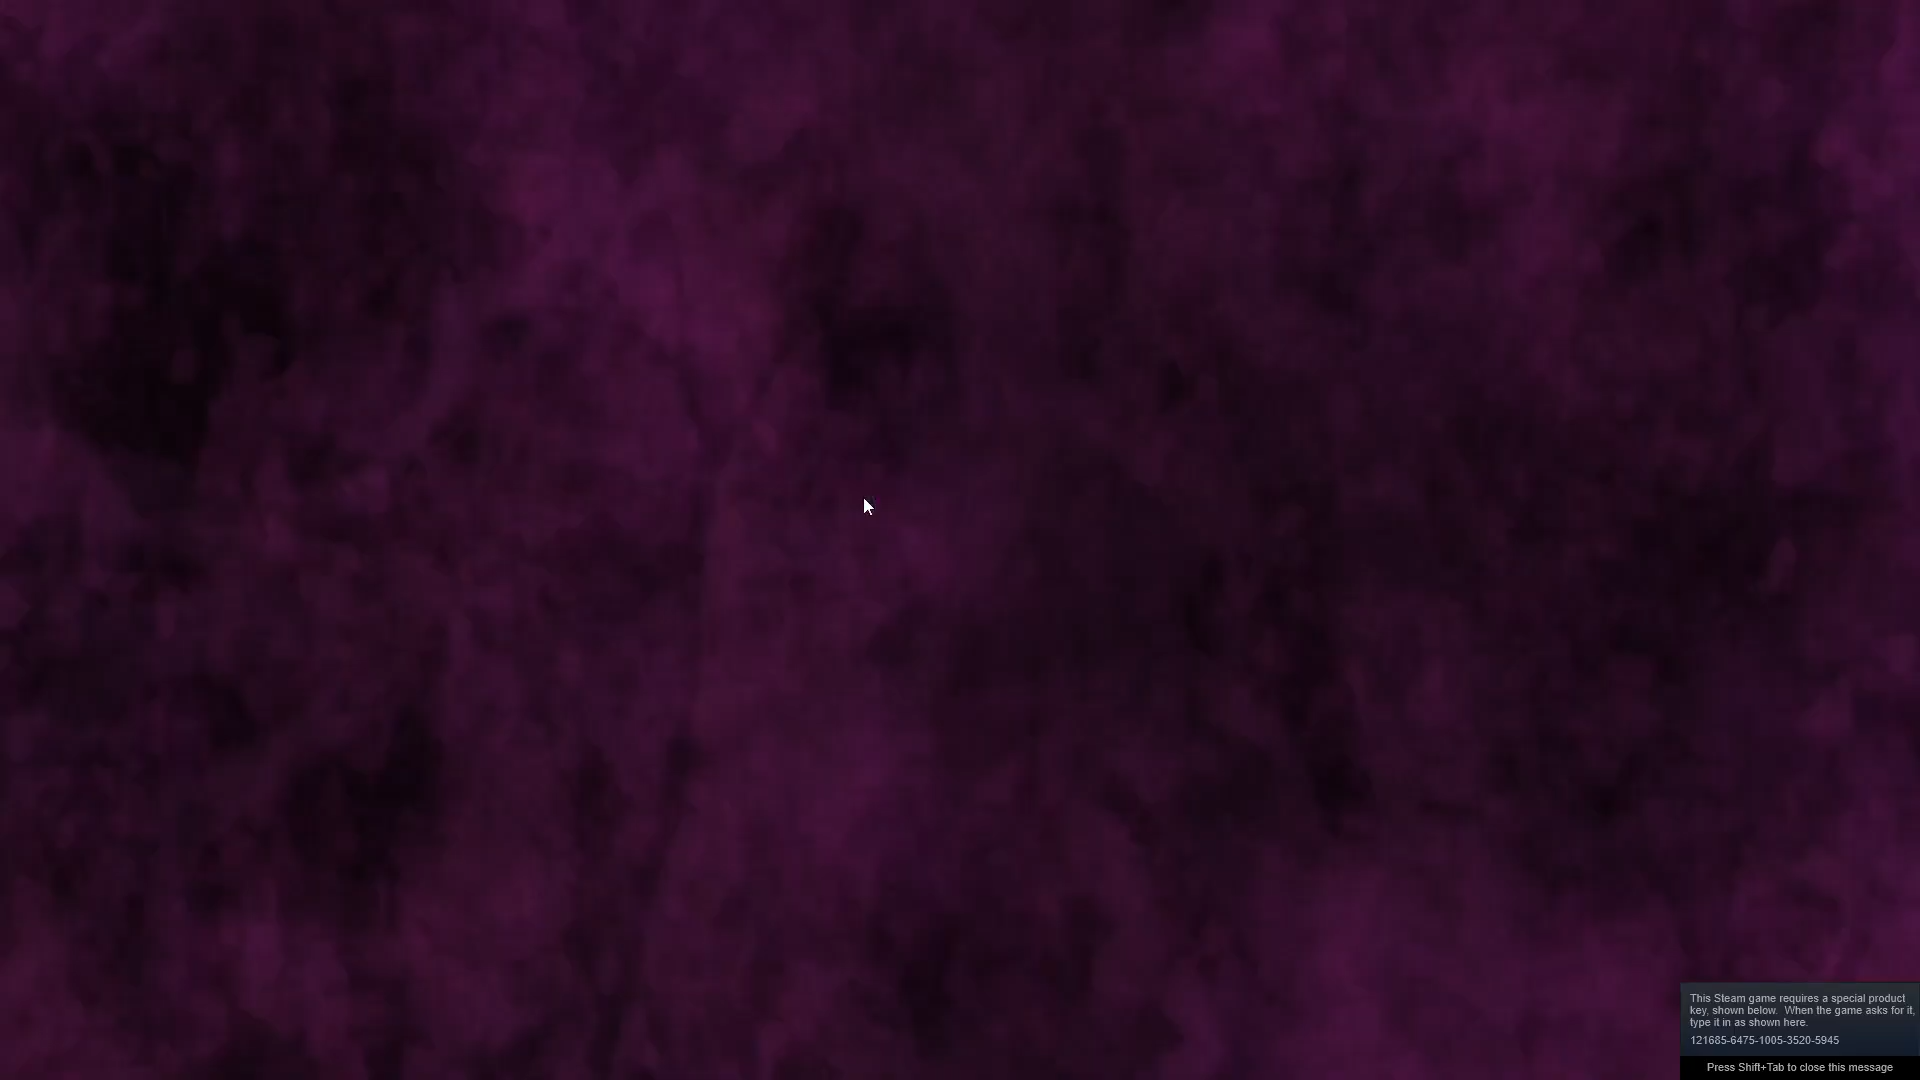 This Steam game requires a special product
key, shown below.  When the game asks for it,
type it in as shown here.
121685-6475-1005-3520-5945
Press Shift+Tab to close this message